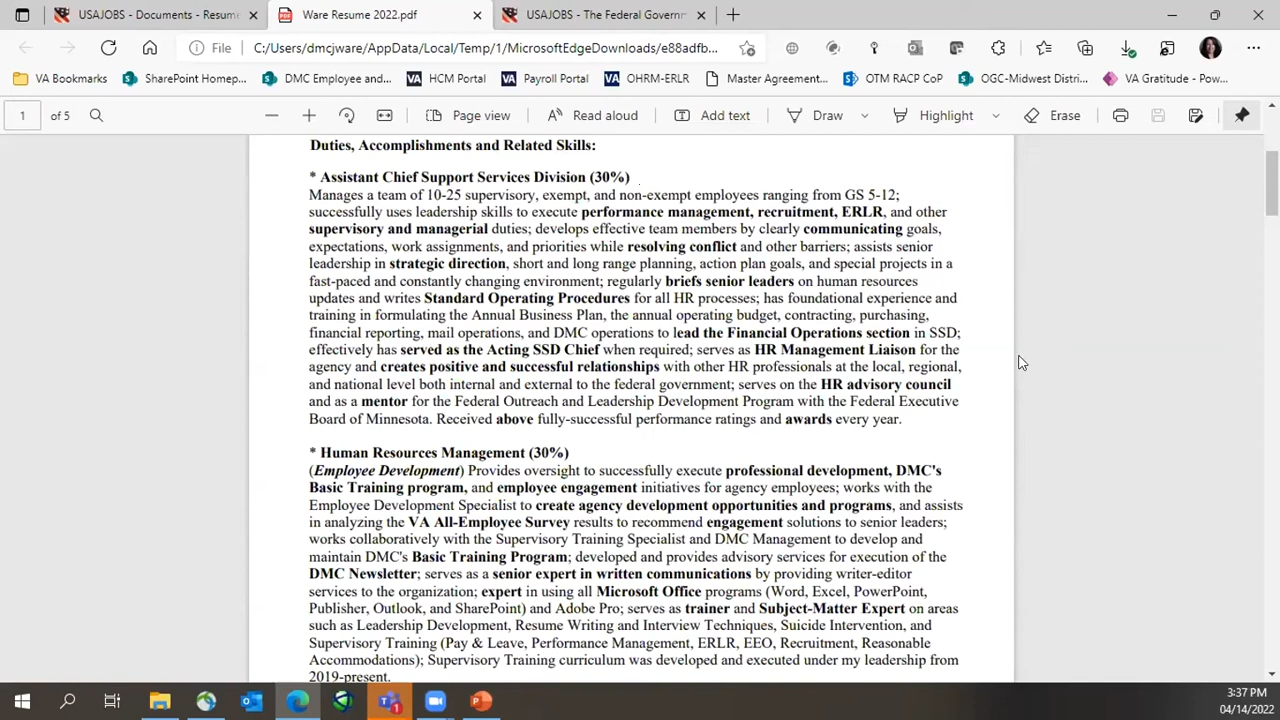 USAJOBS - Documents - Resume
Ware Resume 2022.pdf
USAJOBS - The Federal Governm
File
C:/Users/dmcjware/AppData/Local/Temp/1/MicrosoftEdgeDownloads/e88adfb...
VA Bookmarks
SharePoint Homep...
DMC Employee and...
HCM Portal
Payroll Portal
OHRM-ERLR
Master Agreement...
OTM RACP CoP
OGC-Midwest Distri...
VA Gratitude - Pow...
1 of 5
Page view
Read aloud
Add text
Draw
Highlight
Erase
Duties, Accomplishments and Related Skills:
* Assistant Chief Support Services Division (30%)
Manages a team of 10-25 supervisory, exempt, and non-exempt employees ranging from GS 5-12;
successfully uses leadership skills to execute performance management, recruitment, ERLR, and other
supervisory and managerial duties; develops effective team members by clearly communicating goals,
expectations, work assignments, and priorities while resolving conflict and other barriers; assists senior
leadership in strategic direction, short and long range planning, action plan goals, and special projects in a
fast-paced and constantly changing environment; regularly briefs senior leaders on human resources
updates and writes Standard Operating Procedures for all HR processes; has foundational experience and
training in formulating the Annual Business Plan, the annual operating budget, contracting, purchasing,
financial reporting, mail operations, and DMC operations to lead the Financial Operations section in SSD;
effectively has served as the Acting SSD Chief when required; serves as HR Management Liaison for the
agency and creates positive and successful relationships with other HR professionals at the local, regional,
and national level both internal and external to the federal government; serves on the HR advisory council
and as a mentor for the Federal Outreach and Leadership Development Program with the Federal Executive
Board of Minnesota. Received above fully-successful performance ratings and awards every year.
* Human Resources Management (30%)
(Employee Development) Provides oversight to successfully execute professional development, DMC's
Basic Training program, and employee engagement initiatives for agency employees; works with the
Employee Development Specialist to create agency development opportunities and programs, and assists
in analyzing the VA All-Employee Survey results to recommend engagement solutions to senior leaders;
works collaboratively with the Supervisory Training Specialist and DMC Management to develop and
maintain DMC's Basic Training Program; developed and provides advisory services for execution of the
DMC Newsletter; serves as a senior expert in written communications by providing writer-editor
services to the organization; expert in using all Microsoft Office programs (Word, Excel, PowerPoint,
Publisher, Outlook, and SharePoint) and Adobe Pro; serves as trainer and Subject-Matter Expert on areas
such as Leadership Development, Resume Writing and Interview Techniques, Suicide Intervention, and
Supervisory Training (Pay & Leave, Performance Management, ERLR, EEO, Recruitment, Reasonable
Accommodations); Supervisory Training curriculum was developed and executed under my leadership from
2019-present.
3:37 PM
04/14/2022